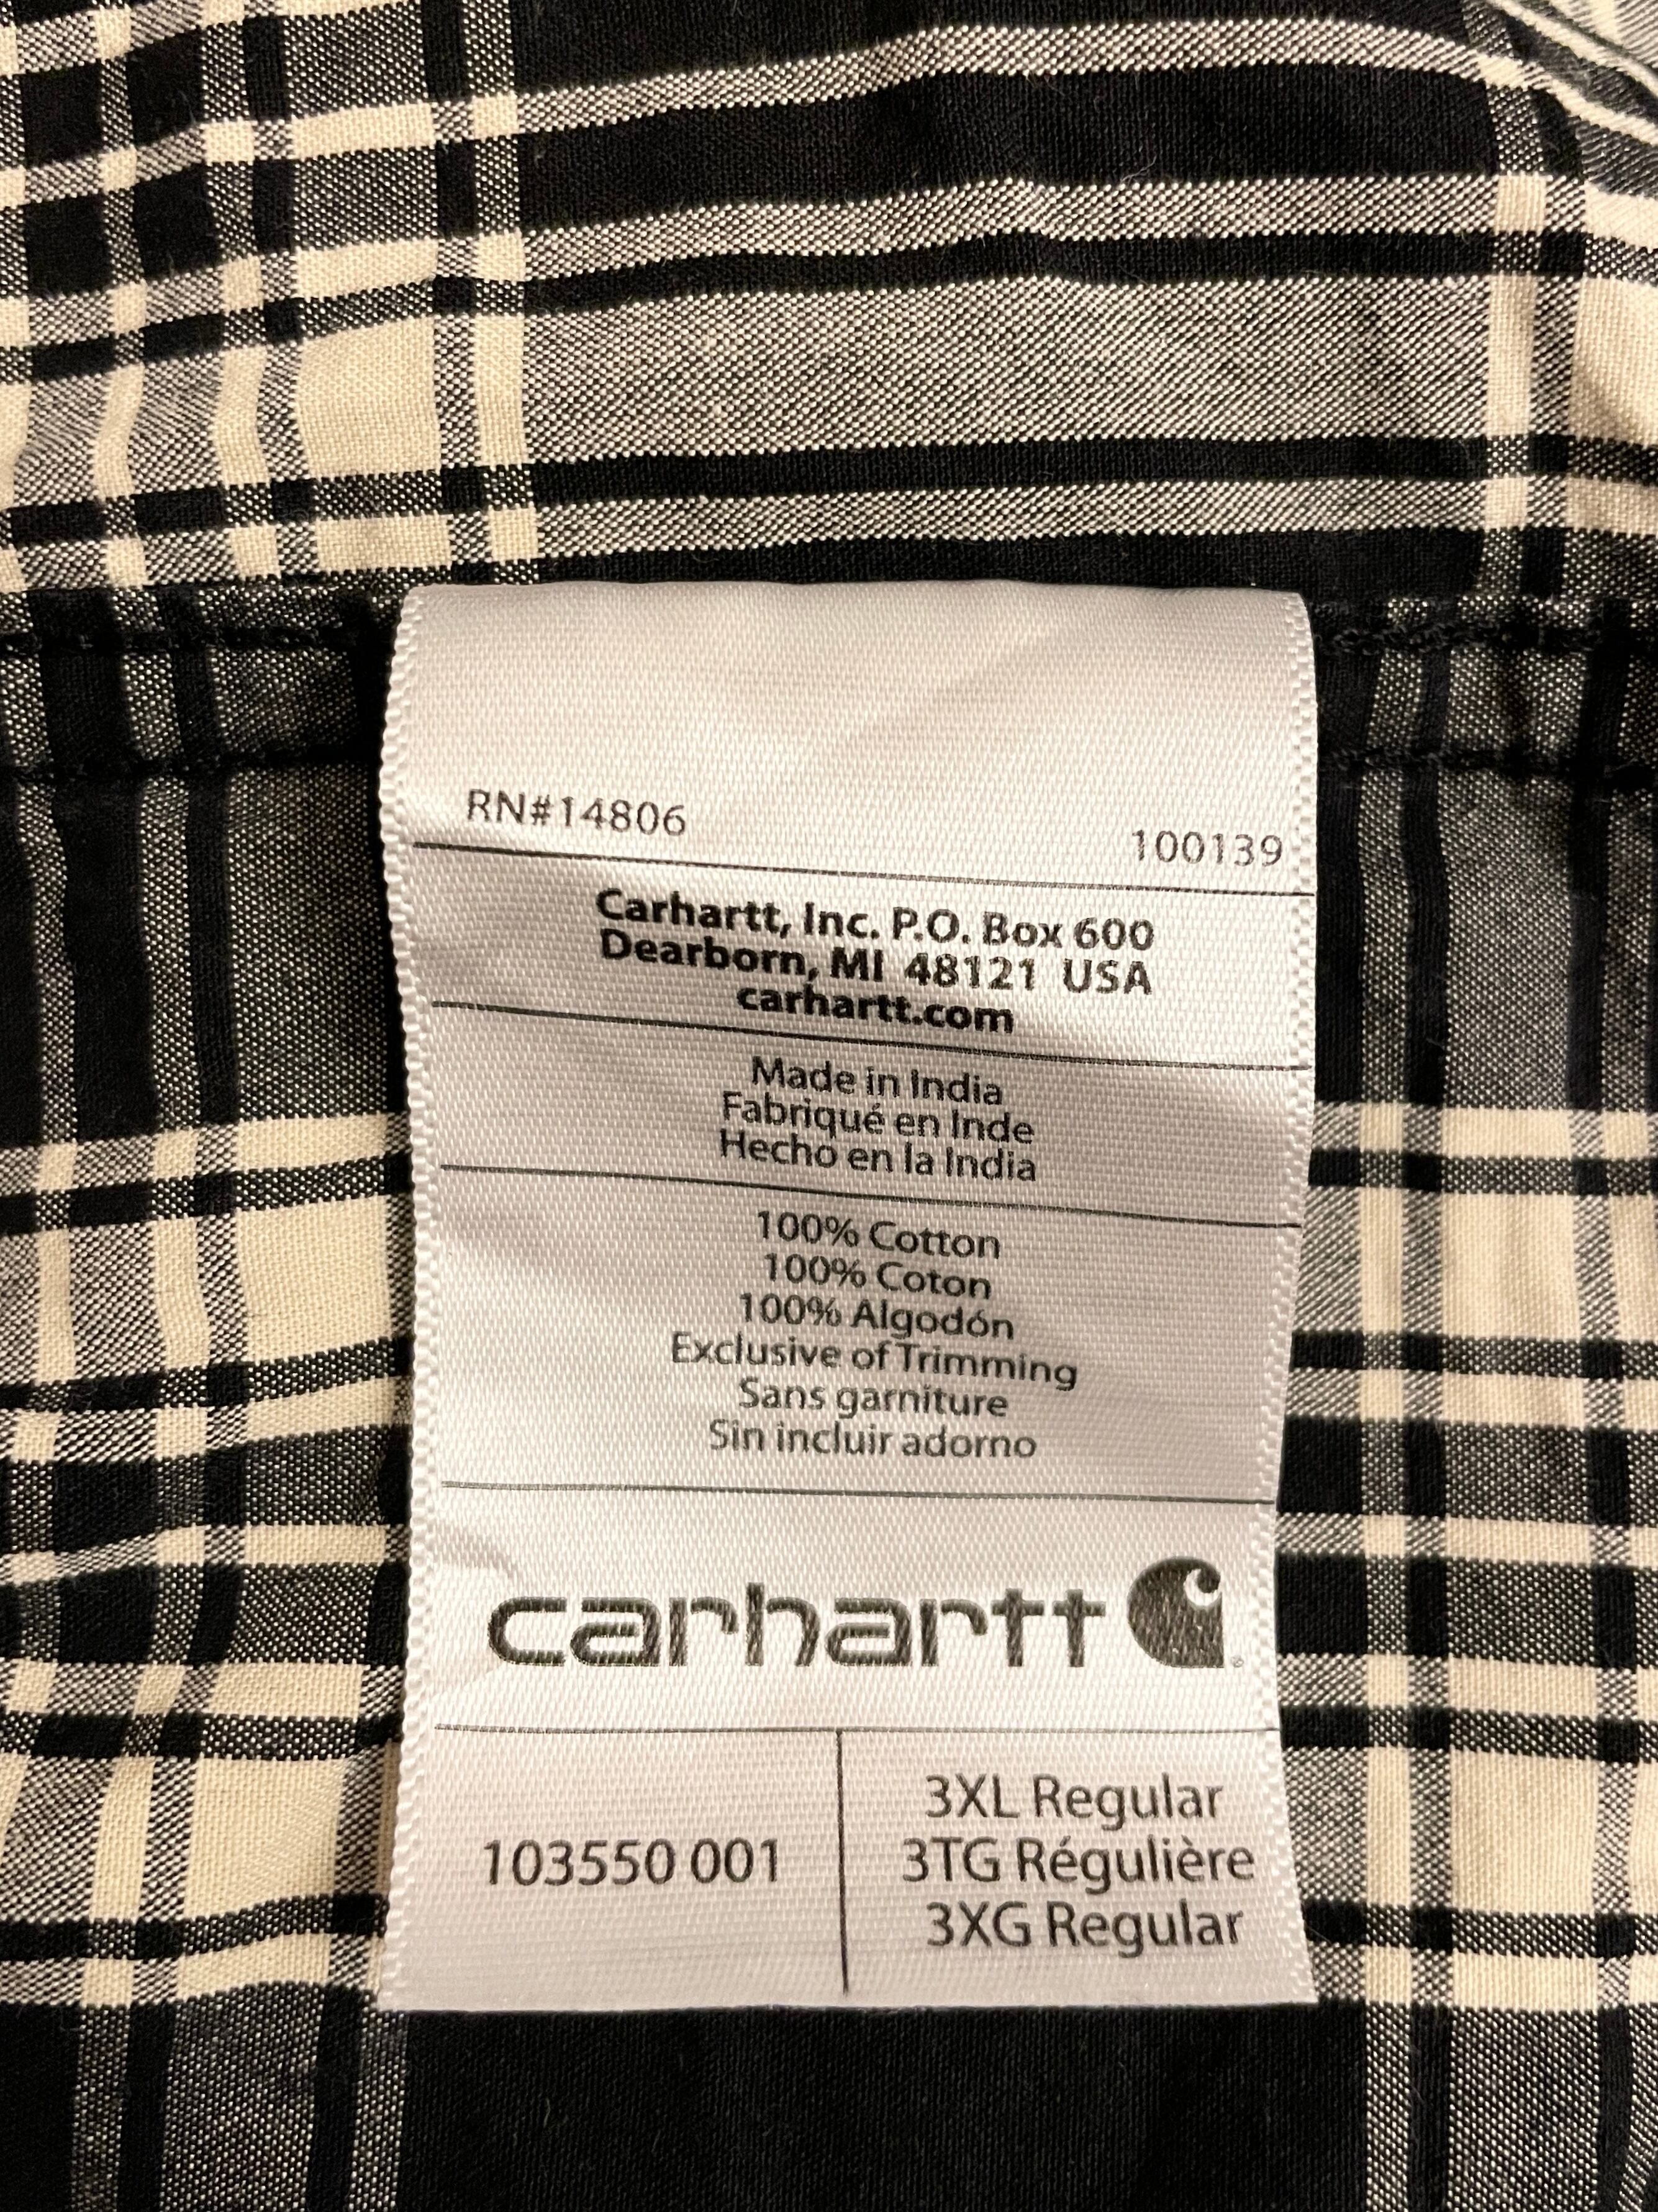 RN#14806
100139
Carhartt, Inc. P.O. Box 600
Dearborn, MI 48121 USA
carhartt.com
Made in India
Fabriqué en Inde
Hecho en la India
100% Cotton
100% Coton
100% Algodón
Exclusive of Trimming
Sans garniture
Sin incluir adorno
carhartt
103550 001
3XL Regular
3TG Régulière
3XG Regular